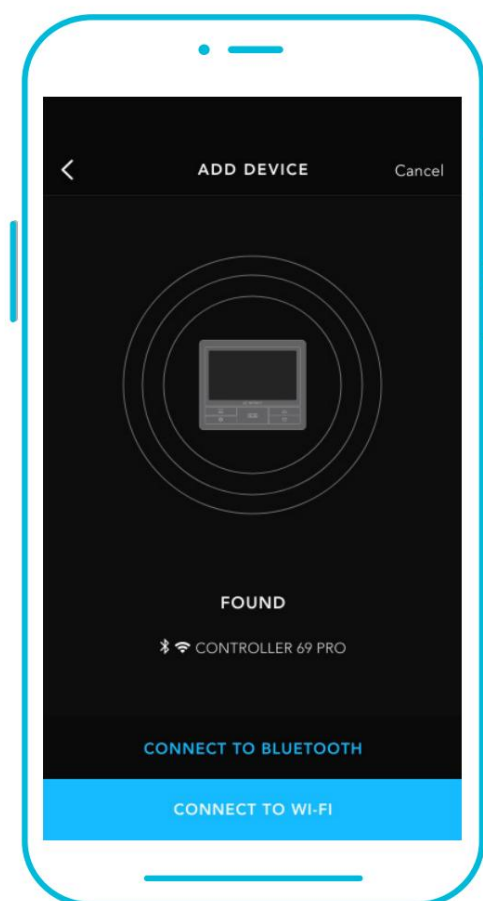 ADD DEVICE Cancel
FOUND
CONTROLLER 69 PRO
CONNECT TO BLUETOOTH
CONNECT TO WI-FI